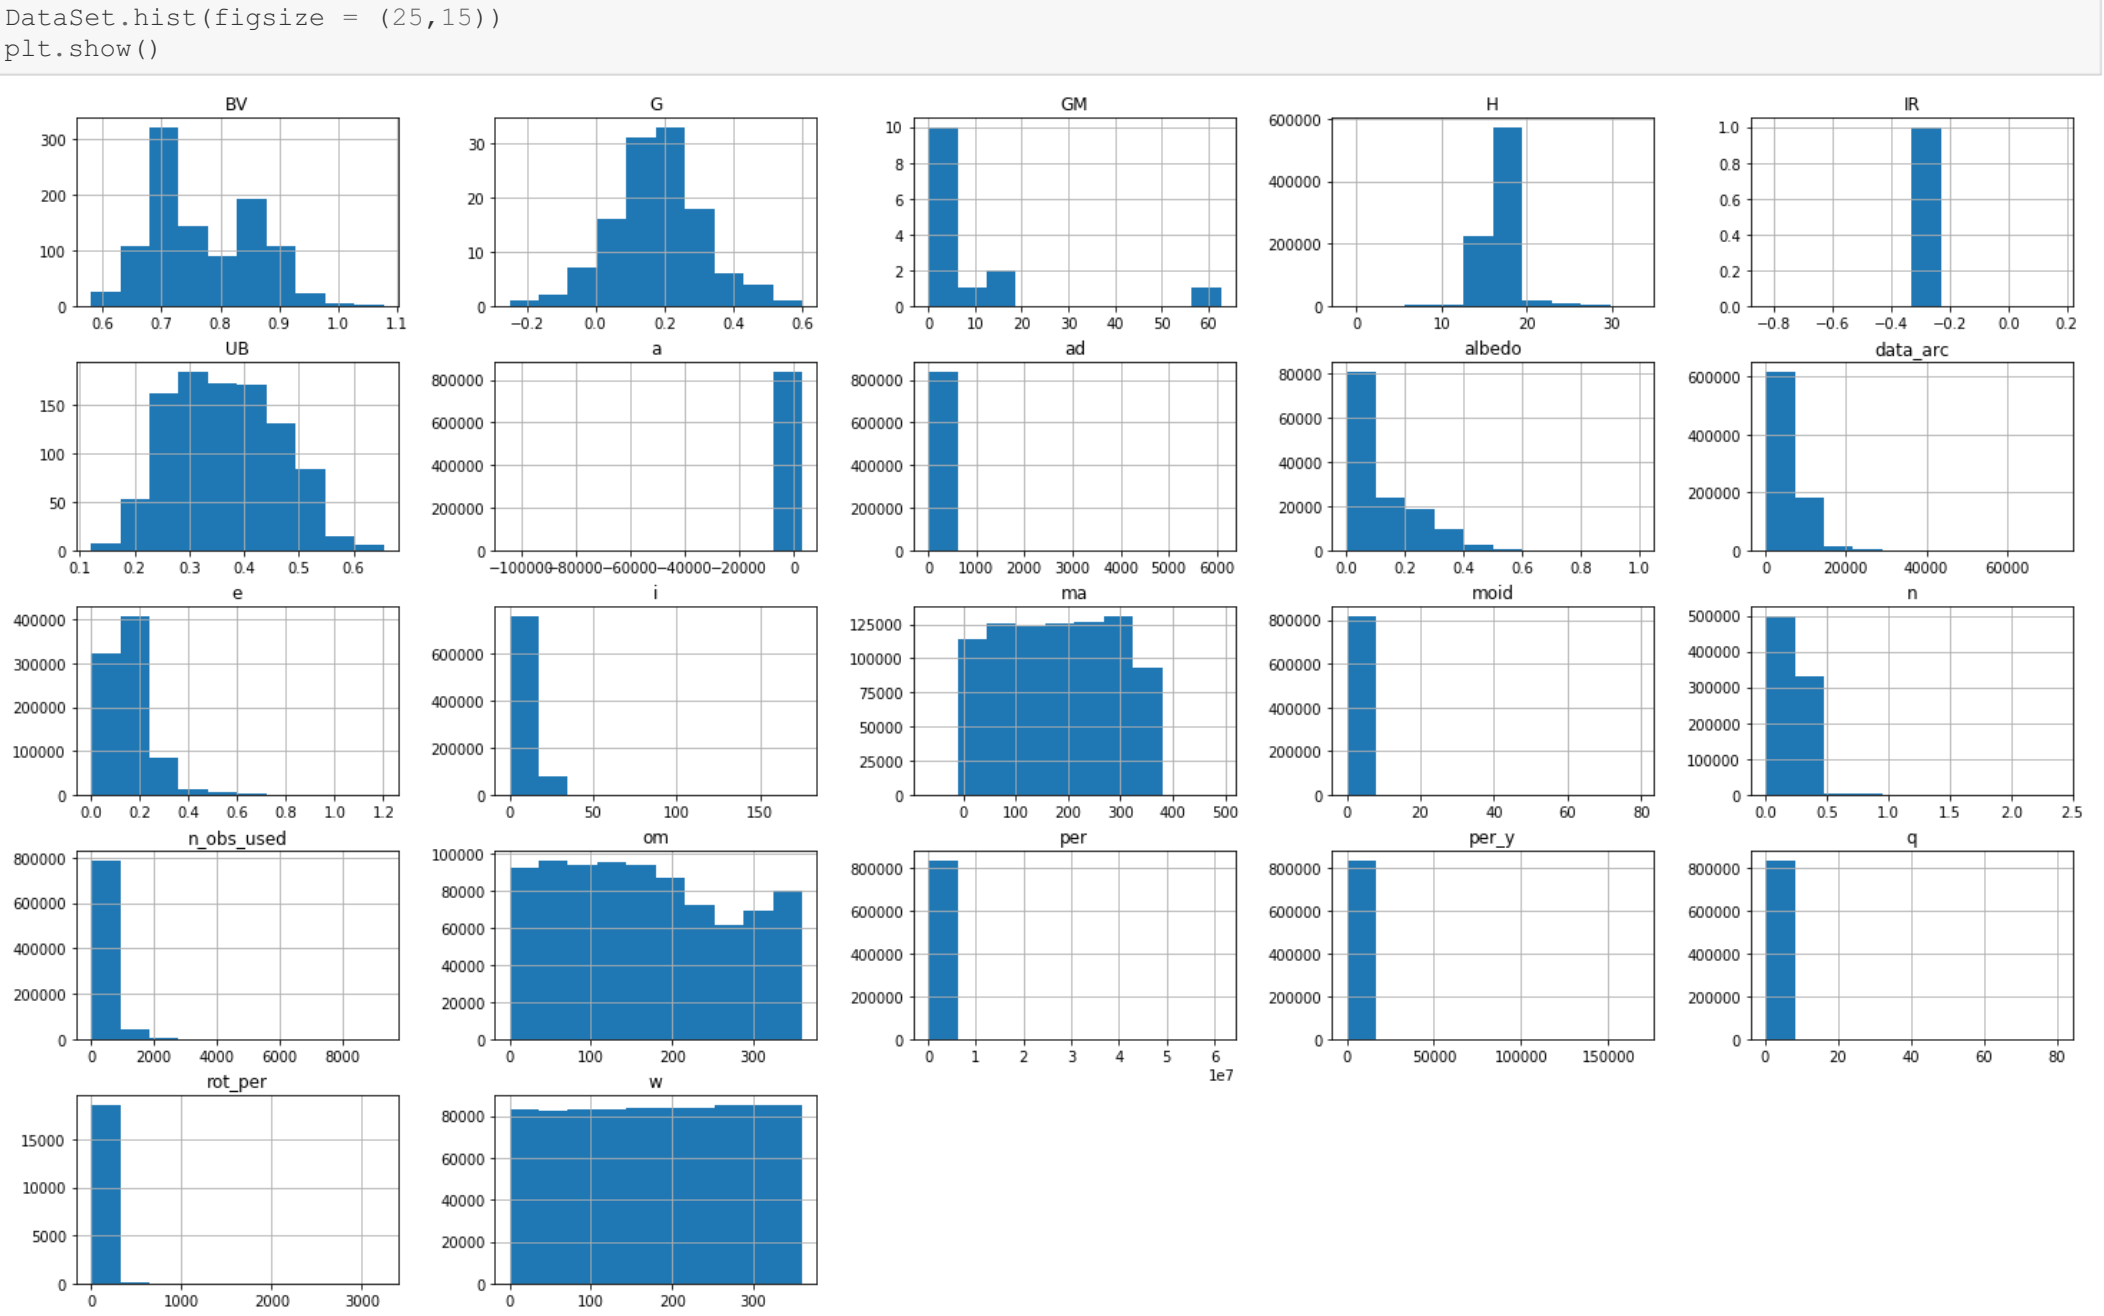 DataSet.hist(figsize = (25,15))
plt.show()
BV
G
GM
H
IR
300
200
100
0
0.6 0.7 0.8 0.9 1.0 1.1
30
20
10
0
−0.2 0.0 0.2 0.4 0.6
10
8
6
4
2
0
0 10 20 30 40 50 60
600000
400000
200000
0
0 10 20 30
1.0
0.8
0.6
0.4
0.2
0.0
−0.8 −0.6 −0.4 −0.2 0.0 0.2
UB
a
ad
albedo
data_arc
150
100
50
0
0.1 0.2 0.3 0.4 0.5 0.6
800000
600000
400000
200000
0
−100000 −80000 −60000 −40000 −20000 0
800000
600000
400000
200000
0
0 1000 2000 3000 4000 5000 6000
80000
60000
40000
20000
0
0.0 0.2 0.4 0.6 0.8 1.0
600000
400000
200000
0
0 20000 40000 60000
e
i
ma
moid
n
400000
300000
200000
100000
0
0.0 0.2 0.4 0.6 0.8 1.0 1.2
600000
400000
200000
0
0 50 100 150
125000
100000
75000
50000
25000
0
0 100 200 300 400 500
800000
600000
400000
200000
0
0 20 40 60 80
500000
400000
300000
200000
100000
0
0.0 0.5 1.0 1.5 2.0 2.5
n_obs_used
om
per
per_y
q
800000
600000
400000
200000
0
0 2000 4000 6000 8000
100000
80000
60000
40000
20000
0
0 100 200 300
800000
600000
400000
200000
0
0 1 2 3 4 5 6
1e7
800000
600000
400000
200000
0
0 50000 100000 150000
800000
600000
400000
200000
0
0 20 40 60 80
rot_per
w
15000
10000
5000
0
0 1000 2000 3000
80000
60000
40000
20000
0
0 100 200 300